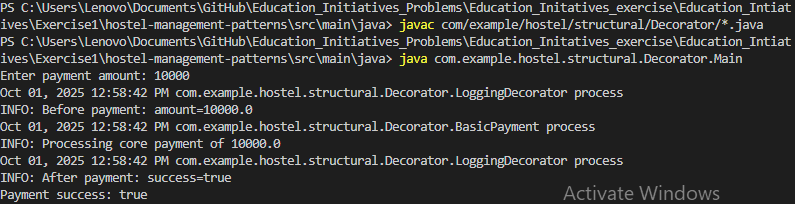 PS C:\Users\Lenovo\Documents\GitHub\Education_Initiatives_Problems\Education_Initatives_exercise\Education_Intiat
ives\Exercise1\hostel-management-patterns\src\main\java> javac com/example/hostel/structural/Decorator/*.java
PS C:\Users\Lenovo\Documents\GitHub\Education_Initiatives_Problems\Education_Initatives_exercise\Education_Intiat
ives\Exercise1\hostel-management-patterns\src\main\java> java com.example.hostel.structural.Decorator.Main
Enter payment amount: 10000
Oct 01, 2025 12:58:42 PM com.example.hostel.structural.Decorator.LoggingDecorator process
INFO: Before payment: amount=10000.0
Oct 01, 2025 12:58:42 PM com.example.hostel.structural.Decorator.BasicPayment process
INFO: Processing core payment of 10000.0
Oct 01, 2025 12:58:42 PM com.example.hostel.structural.Decorator.LoggingDecorator process
INFO: After payment: success=true
Payment success: true
Activate Windows